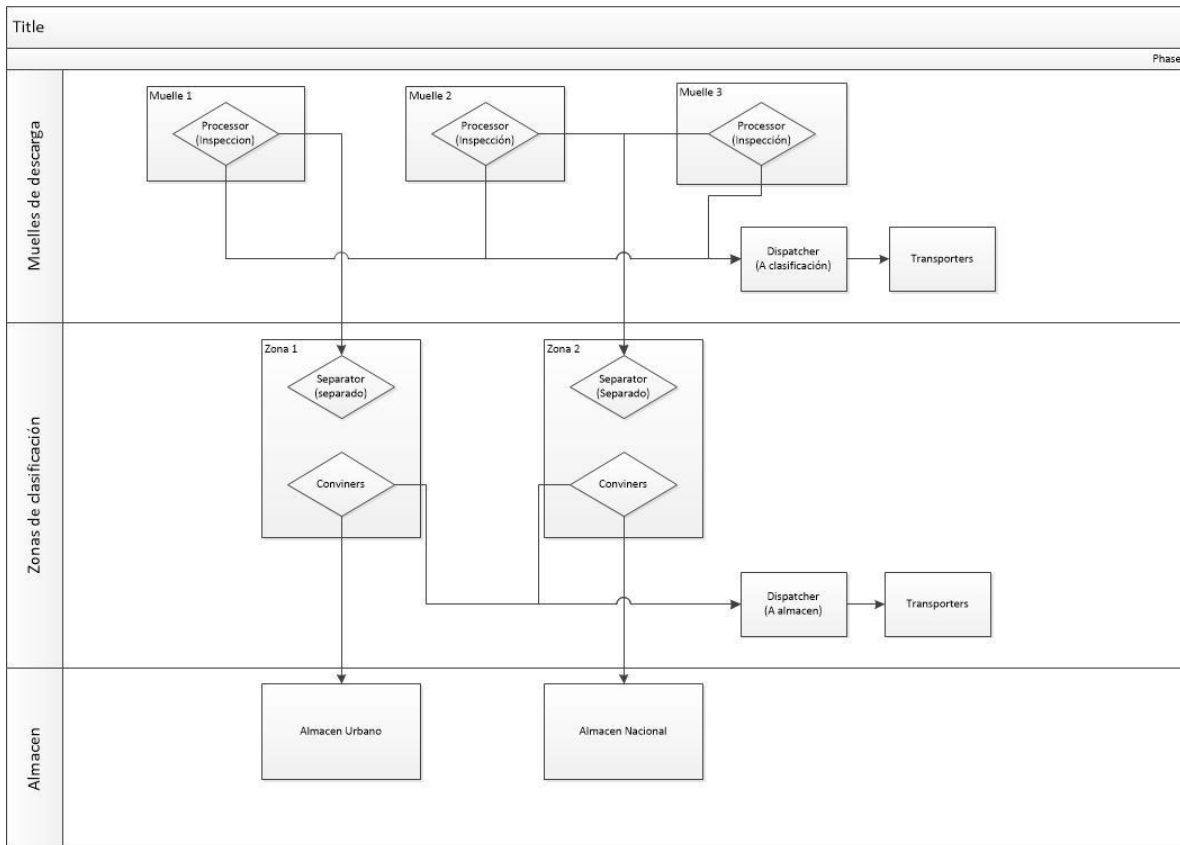 Title
Phase
Muelles de descarga
Muelle 1
Processor
(Inspeccion)
Muelle 2
Processor
(Inspección)
Muelle 3
Processor
(Inspección)
Dispatcher
(A clasificación)
Transporters
Zonas de clasificación
Zona 1
Separator
(separado)
Conviners
Zona 2
Separator
(Separado)
Conviners
Dispatcher
(A almacen)
Transporters
Almacen
Almacen Urbano
Almacen Nacional